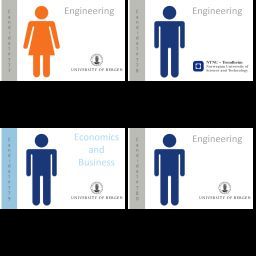 Engineering
UNIVERSITY OF BERGEN
Engineering
NTNU – Trondheim
Norwegian University of
Science and Technology
Economics
and
Business
UNIVERSITY OF BERGEN
Engineering
UNIVERSITY OF BERGEN